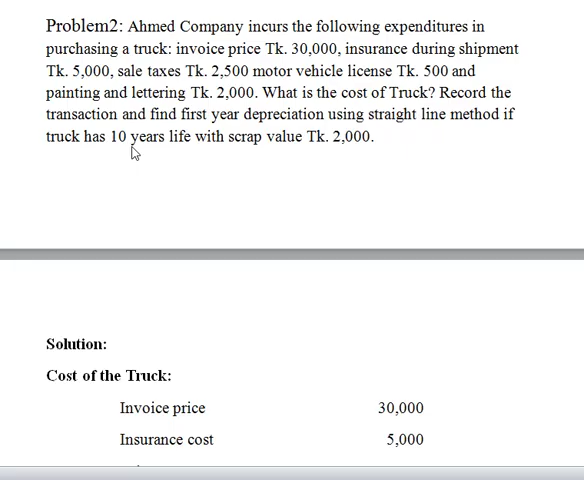 Problem2: Ahmed Company incurs the following expenditures in
purchasing a truck: invoice price Tk. 30,000, insurance during shipment
Tk. 5,000, sale taxes Tk. 2,500 motor vehicle license Tk. 500 and
painting and lettering Tk. 2,000. What is the cost of Truck? Record the
transaction and find first year depreciation using straight line method if
truck has 10 years life with scrap value Tk. 2,000.
Solution:
Cost of the Truck:
Invoice price 30,000
Insurance cost 5,000